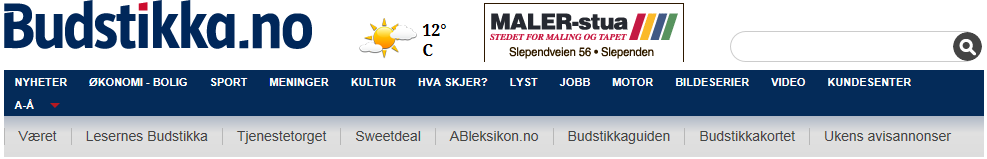 Budstikka.no
12°
C
MALER-stua
STEDET FOR MALING OG TAPET
Slependveien 56 • Slependen
NYHETER ØKONOMI - BOLIG SPORT MENINGER KULTUR HVA SKJER? LYST JOBB MOTOR BILDESERIER VIDEO KUNDESENTER
A-Å
Været Lesernes Budstikka Tjenestetorget Sweetdeal ABleksikon.no Budstikkaguiden Budstikkakortet Ukens avisannonser